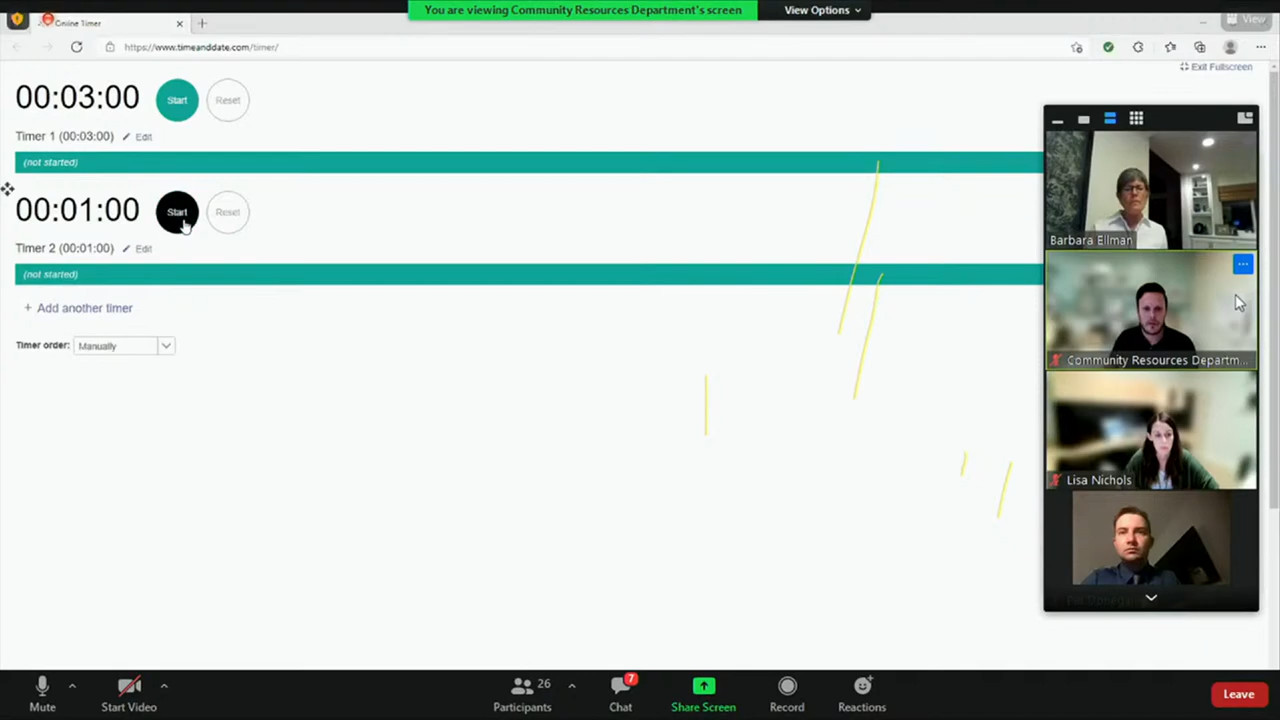 You are viewing Community Resources Department's screen
View Options
View
Online Timer
https://www.timeanddate.com/timer/
Exit Fullscreen
00:03:00
Start
Reset
Timer 1 (00:03:00)
Edit
(not started)
00:01:00
Start
Reset
Timer 2 (00:01:00)
Edit
(not started)
+ Add another timer
Timer order:
Manually
Barbara Ellman
Community Resources Departm...
Lisa Nichols
Mute
Start Video
26
Participants
7
Chat
Share Screen
Record
Reactions
Leave